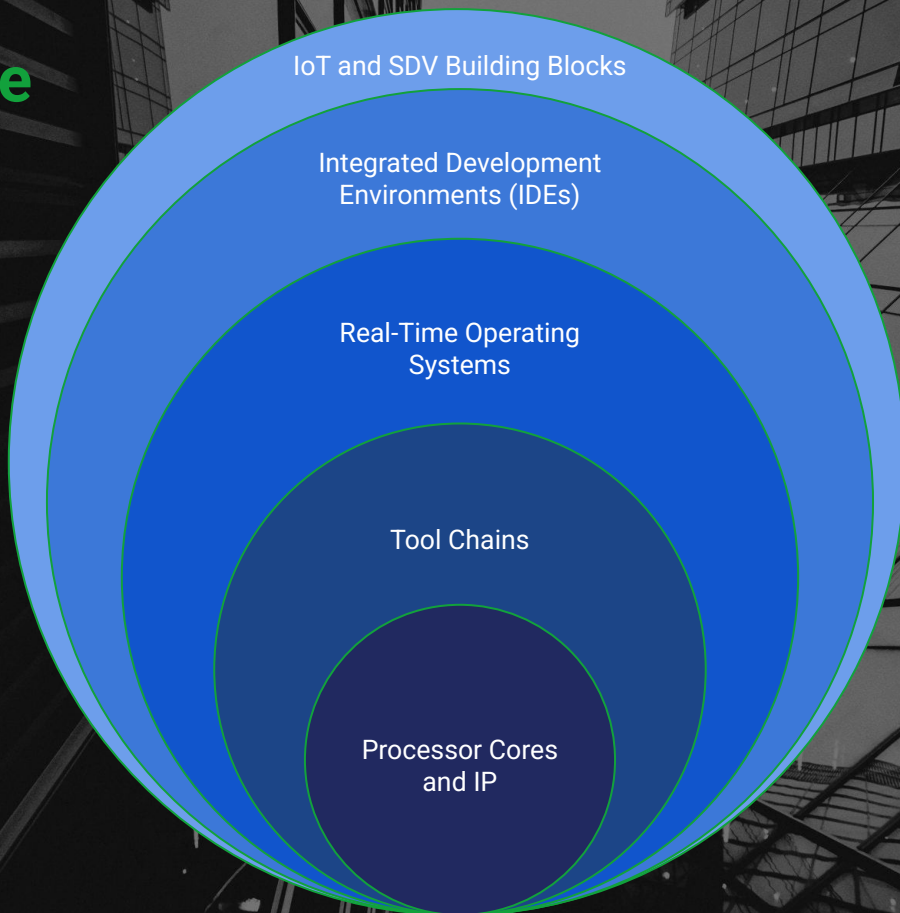 e
IoT and SDV Building Blocks
Integrated Development
Environments (IDEs)
Real-Time Operating
Systems
Tool Chains
Processor Cores
and IP